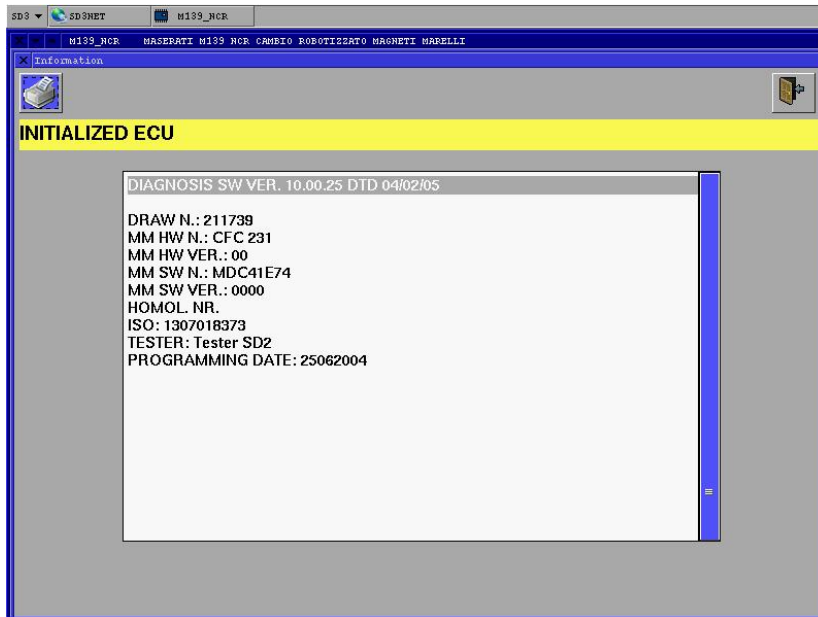 SD3 SD3NET M139_NCR
M139_NCR MASERATI M139 NCR CAMBIO ROBOTIZZATO MAGNETI MARELLI
X Information
INITIALIZED ECU
DIAGNOSIS SW VER. 10.00.25 DTD 04/02/05
DRAW N.: 211739
MM HW N.: CFC 231
MM HW VER.: 00
MM SW N.: MDC41E74
MM SW VER.: 0000
HOMOL. NR.
ISO: 1307018373
TESTER: Tester SD2
PROGRAMMING DATE: 25062004